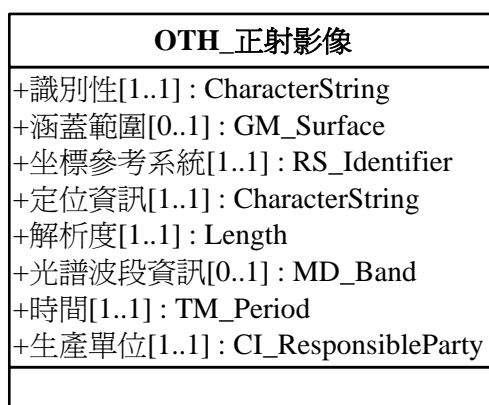 OTH_正射影像
+識別性[1..1] : CharacterString
+涵蓋範圍[0..1] : GM_Surface
+坐標參考系統[1..1] : RS_Identifier
+定位資訊[1..1] : CharacterString
+解析度[1..1] : Length
+光譜波段資訊[0..1] : MD_Band
+時間[1..1] : TM_Period
+生產單位[1..1] : CI_ResponsibleParty